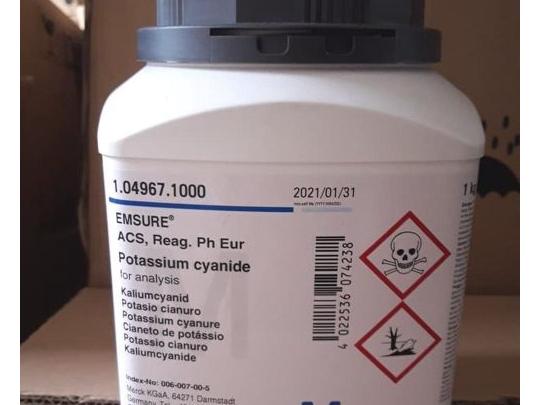 1.04967.1000
2021/01/31
1 kg
EMSURE®
ACS, Reag. Ph Eur
Potassium cyanide
for analysis
Kaliumcyanid
Potasio cianuro
Potassium cyanure
Cianeto de potássio
Potassio cianuro
Kaliumcyanide
4 022536 074238
Index-No: 006-007-00-5
Merck KGaA, 64271 Darmstadt